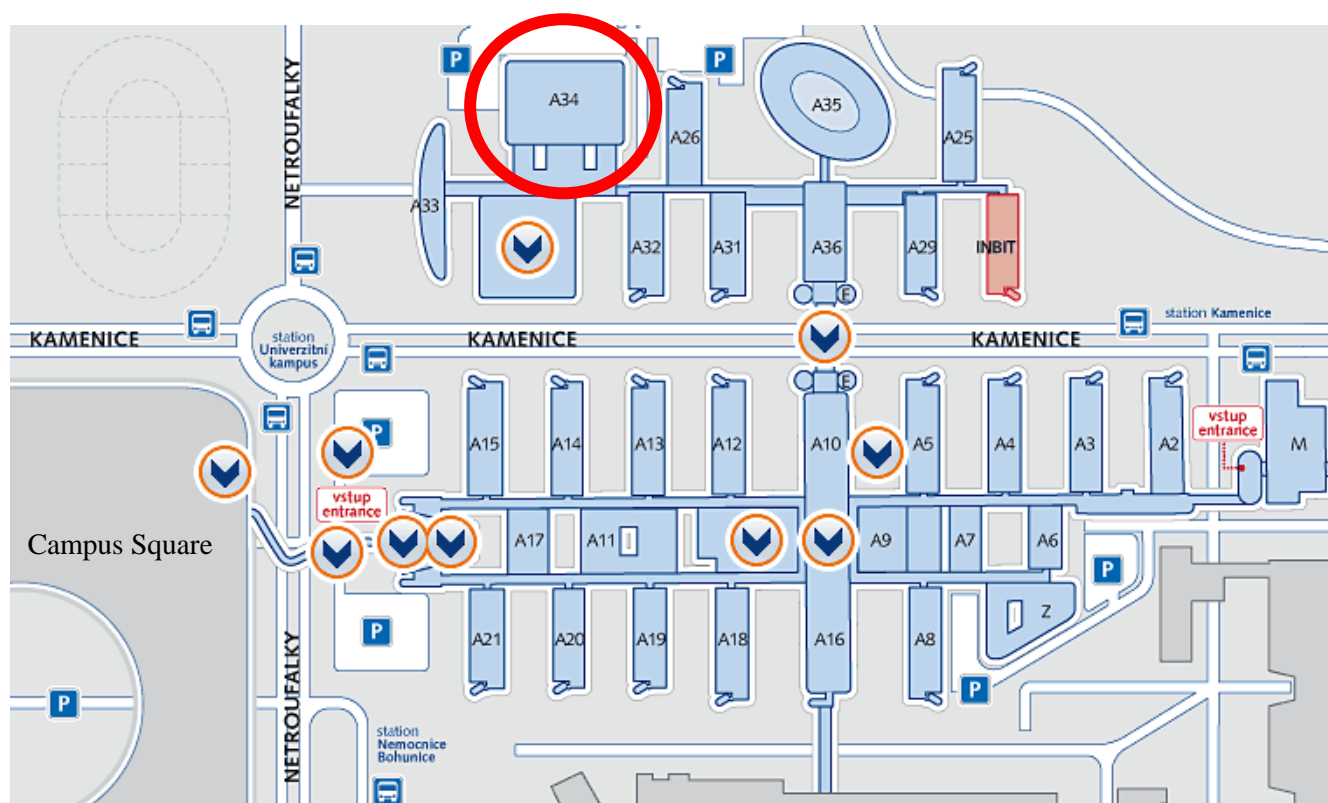 P
A34
P
A35
A26
A25
NETROUFALKY
A33
A32
A31
A36
A29
INBIT
E
KAMENICE
station
Univerzitní
kampus
KAMENICE
KAMENICE
station Kamenice
E
P
A15
A14
A13
A12
A10
A5
A4
A3
A2
vstup
entrance
M
vstup
entrance
Campus Square
A17
A11
A9
A7
A6
P
P
A21
A20
A19
A18
A16
A8
Z
P
P
NETROUFALKY
station
Nemocnice
Bohunice